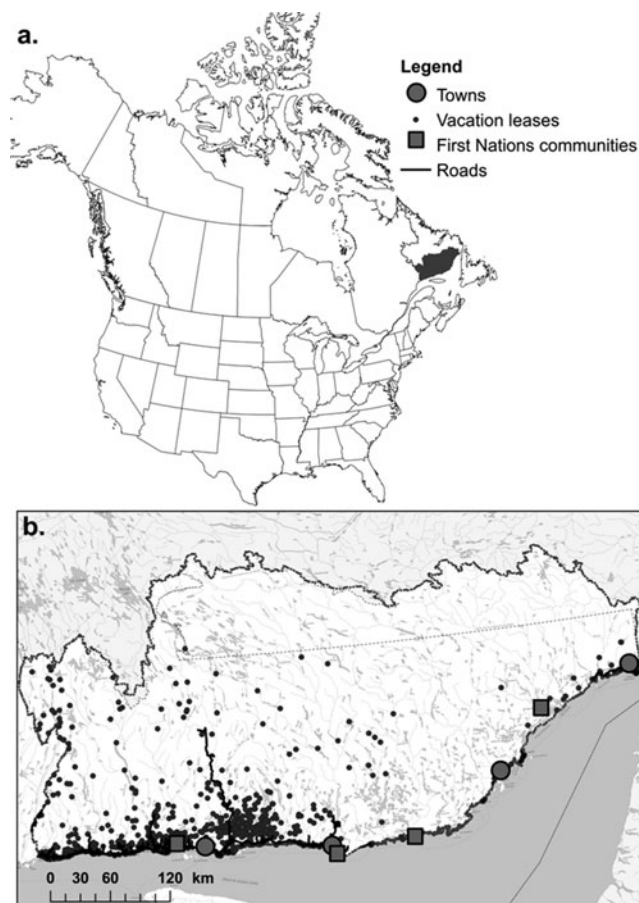 a.
Legend
Towns
Vacation leases
First Nations communities
Roads
b.
0 30 60 120 km